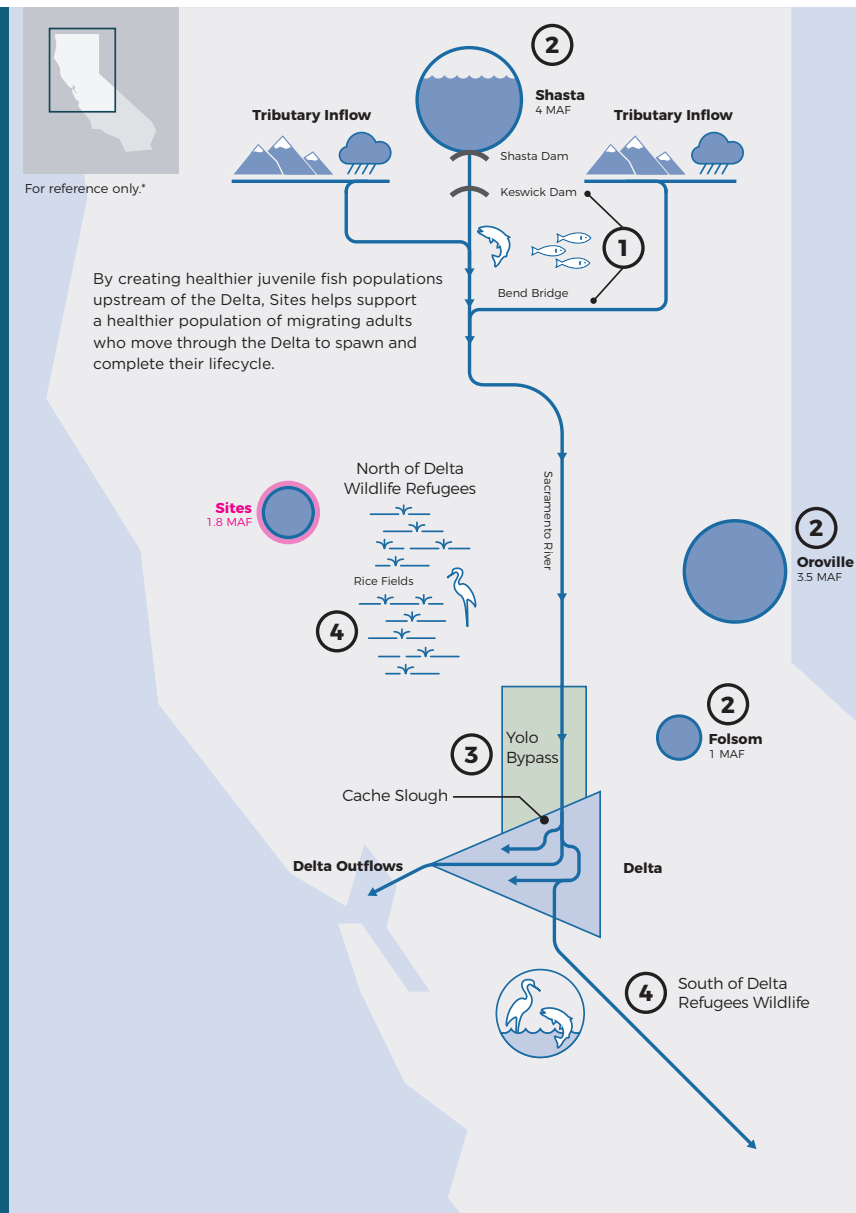 2
Shasta
4 MAF
Tributary Inflow
Tributary Inflow
Shasta Dam
Keswick Dam
For reference only.*
1
Bend Bridge
By creating healthier juvenile fish populations
upstream of the Delta, Sites helps support
a healthier population of migrating adults
who move through the Delta to spawn and
complete their lifecycle.
North of Delta
Wildlife Refugees
Sacramento River
Sites
1.8 MAF
2
Oroville
3.5 MAF
Rice Fields
4
2
Folsom
1 MAF
3
Yolo
Bypass
Cache Slough
Delta Outflows
Delta
4
South of Delta
Refugees Wildlife